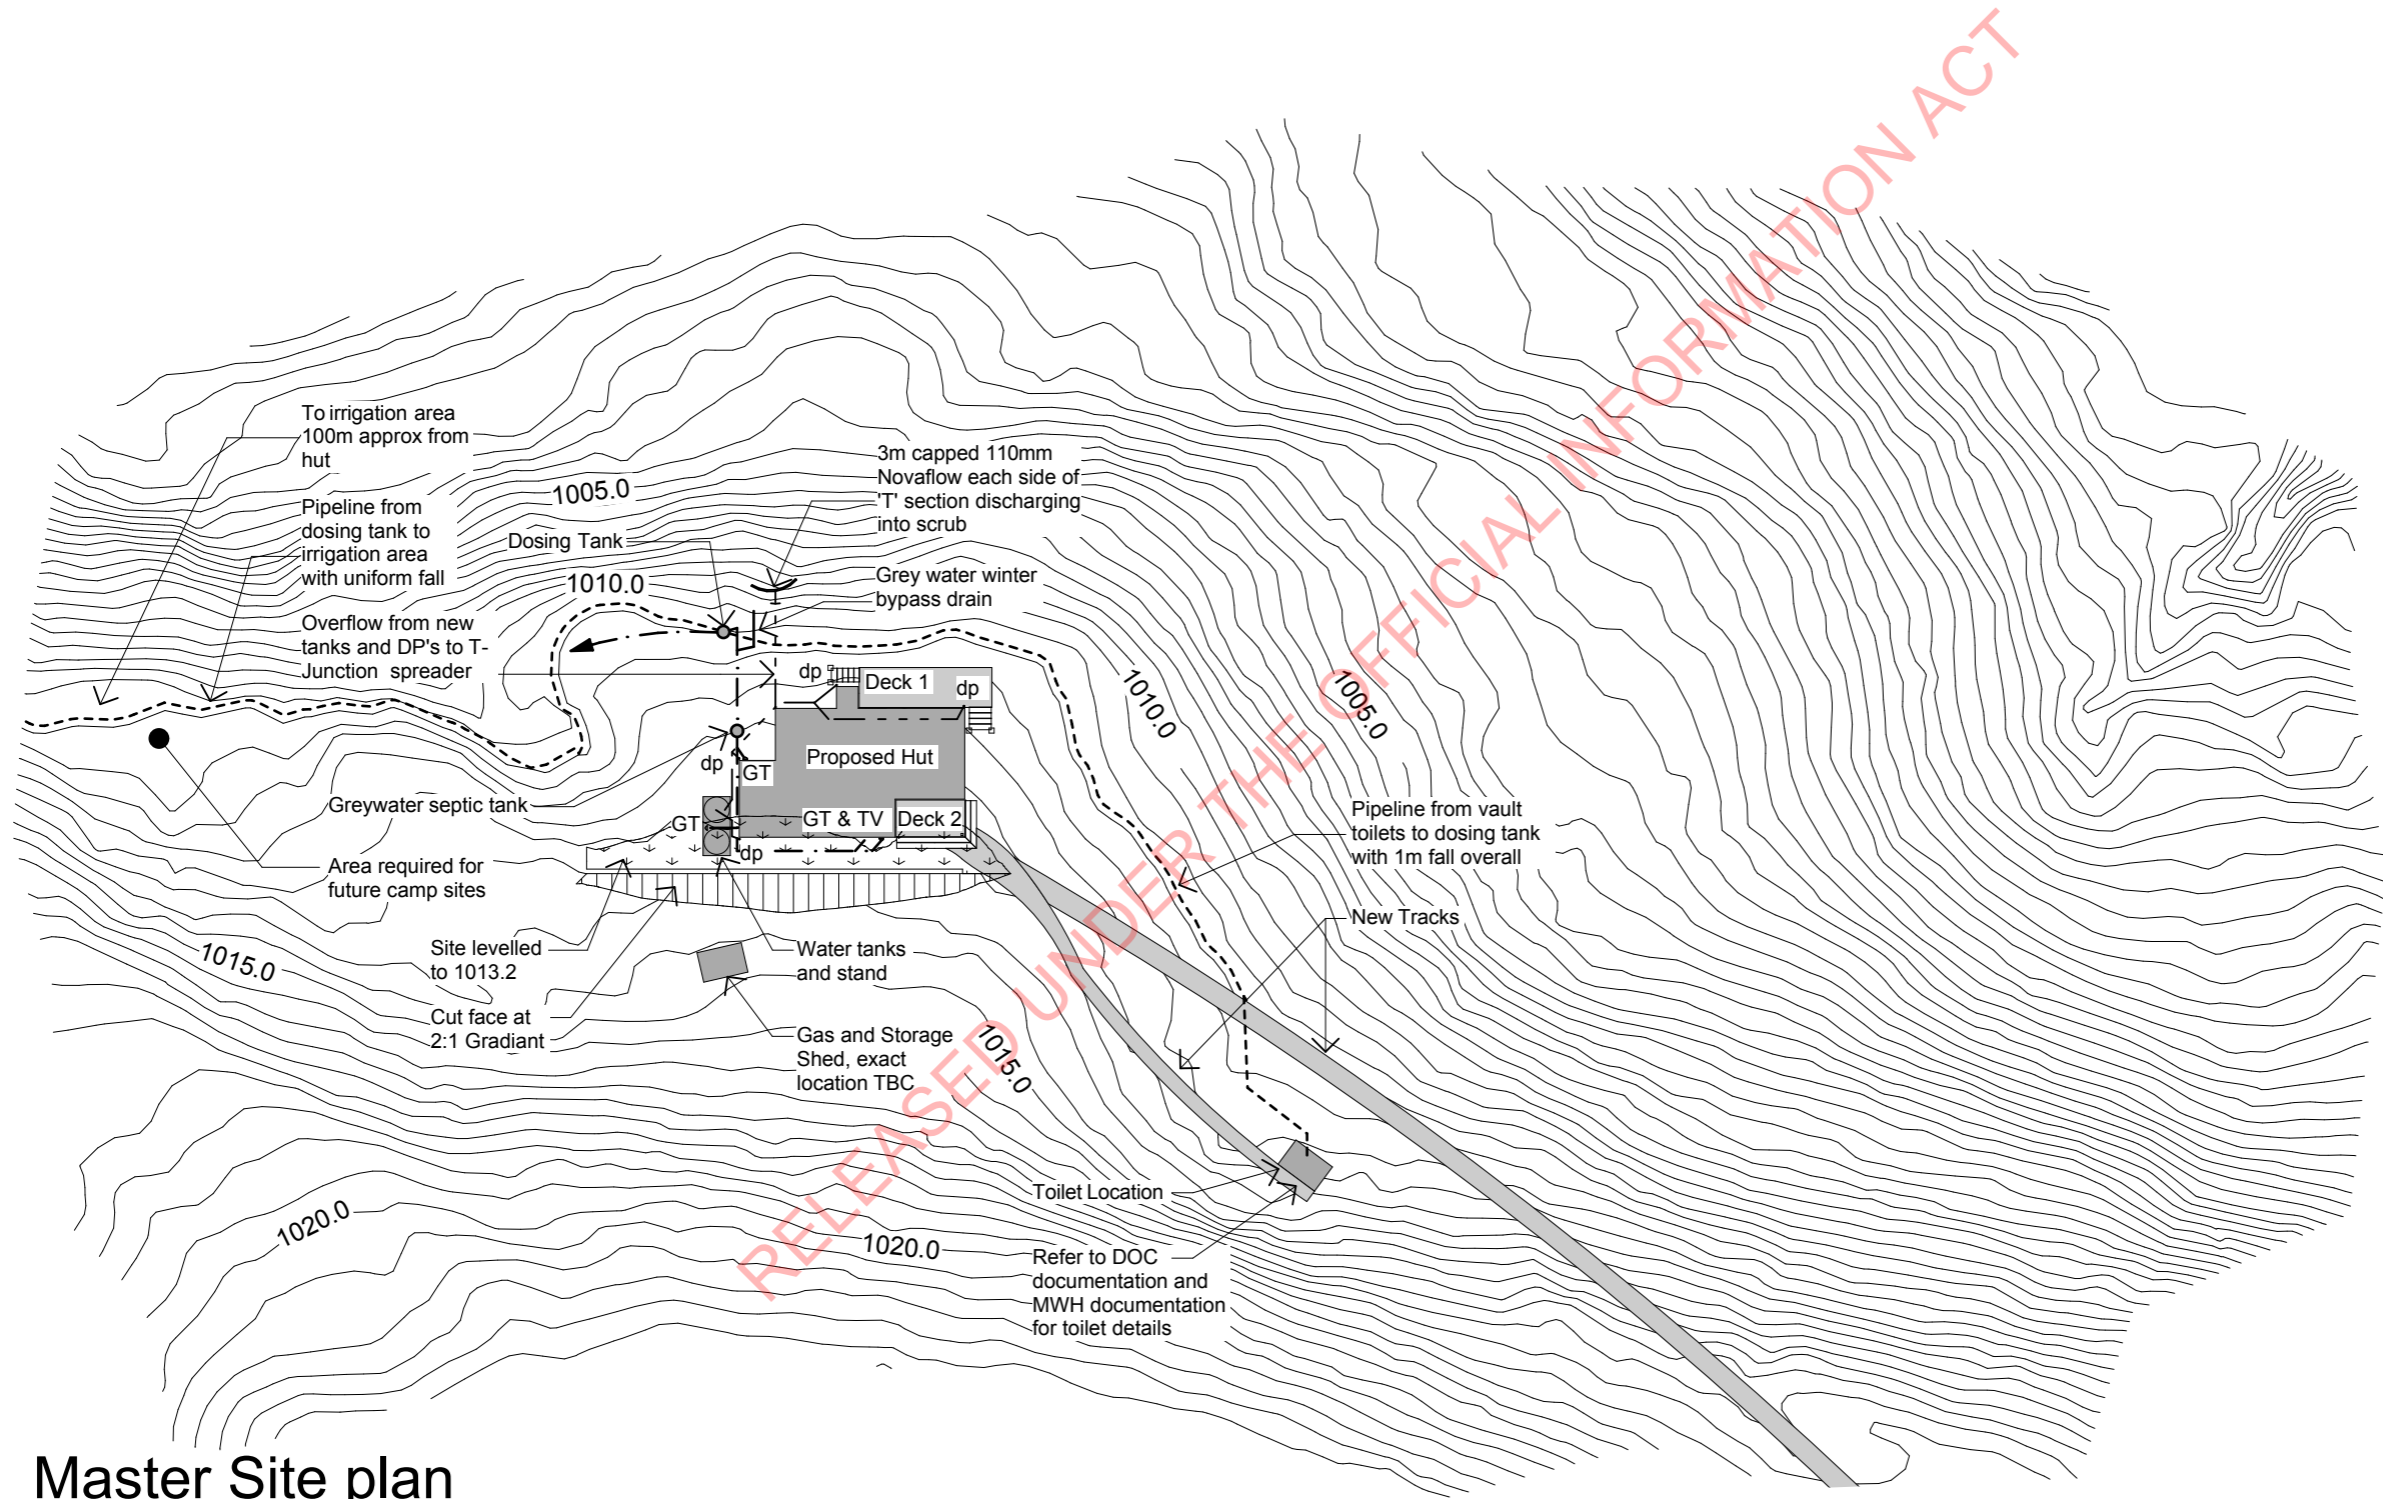 RELEASED UNDER THE OFFICIAL INFORMATION ACT
To irrigation area
100m approx from
hut
Pipeline from
dosing tank to
irrigation area
with uniform fall
Overflow from new
tanks and DP's to T-
Junction spreader
1005.0
Dosing Tank
1010.0
3m capped 110mm
Novaflow each side of
'T' section discharging
into scrub
Grey water winter
bypass drain
dp
Deck 1
dp
1010.0
1005.0
dp
GT
Proposed Hut
Greywater septic tank
GT
GT & TV
Deck 2
dp
Pipeline from vault
toilets to dosing tank
with 1m fall overall
Area required for
future camp sites
New Tracks
1015.0
Site levelled
to 1013.2
Water tanks
and stand
Cut face at
2:1 Gradiant
Gas and Storage
Shed, exact
location TBC
1015.0
Toilet Location
1020.0
1020.0
Refer to DOC
documentation and
MWH documentation
for toilet details
Master Site plan